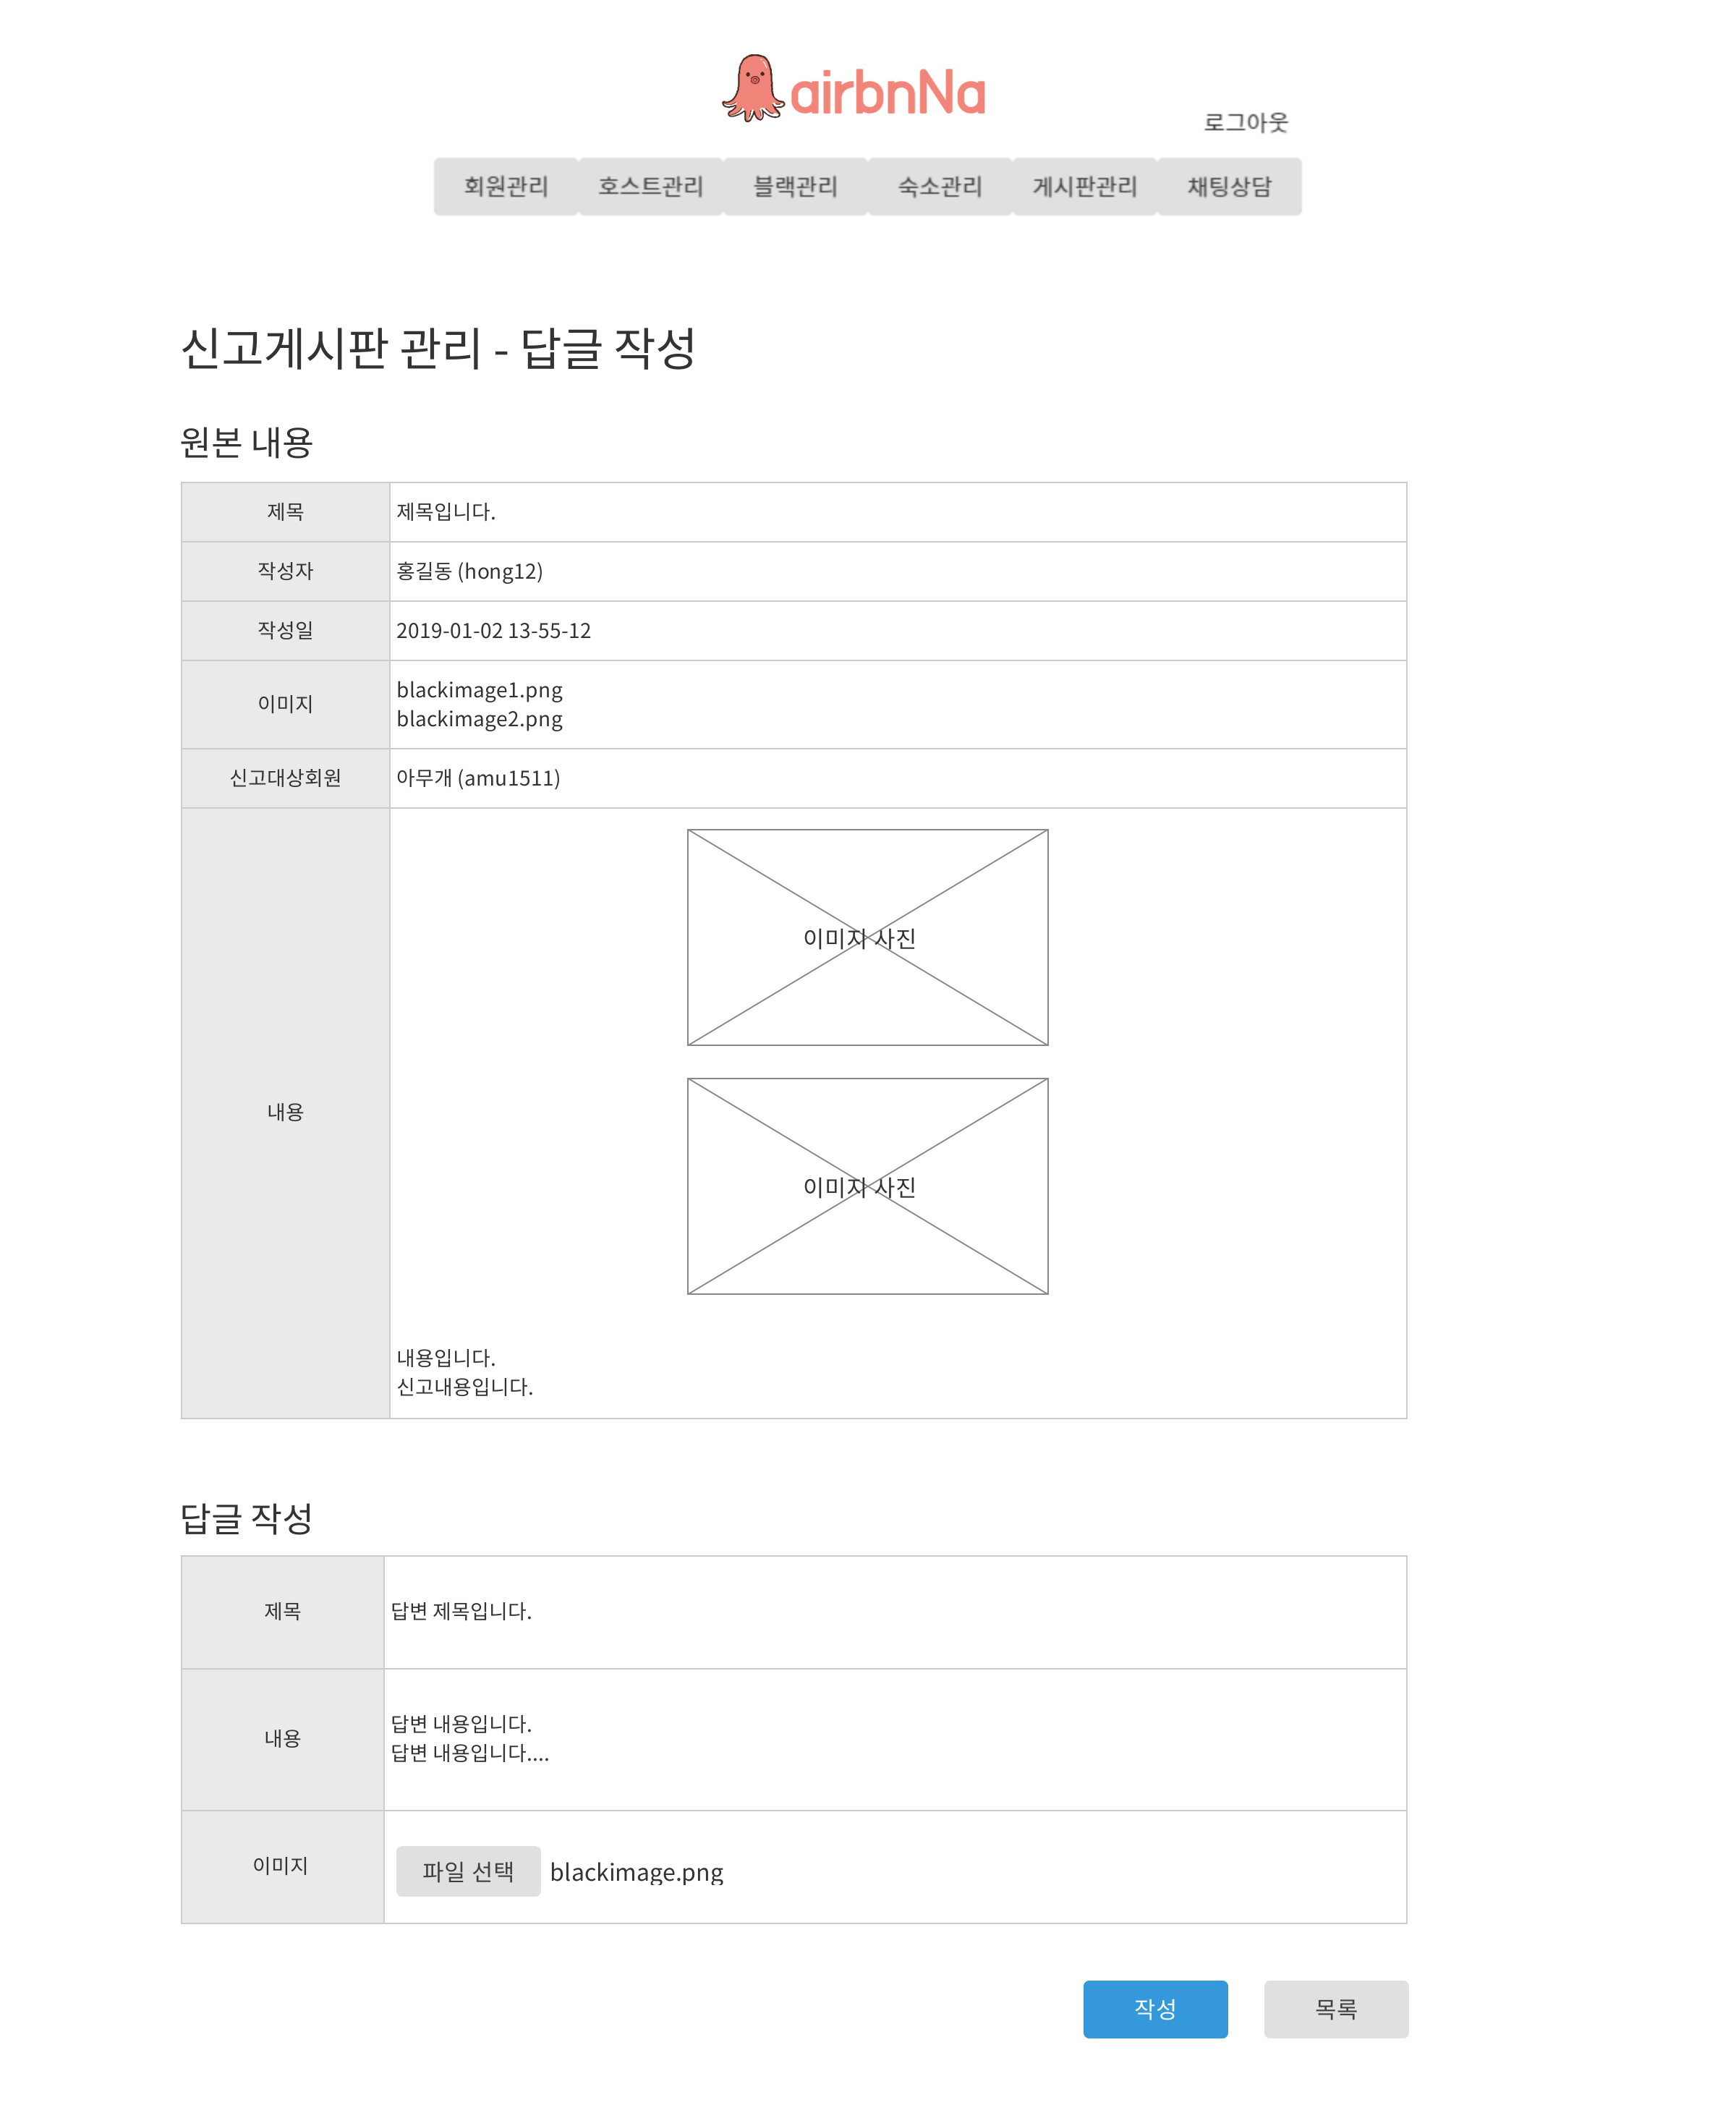 airbnNa
로그아웃
회원관리 호스트관리 블랙관리 숙소관리 게시판관리 채팅상담
신고게시판 관리 - 답글 작성
원본 내용
제목 제목입니다.
작성자 홍길동 (hong12)
작성일 2019-01-02 13-55-12
이미지 blackimage1.png
blackimage2.png
신고대상회원 아무개 (amu1511)
이미지 사진
이미지 사진
내용
내용입니다.
신고내용입니다.
답글 작성
제목 답변 제목입니다.
내용 답변 내용입니다.
답변 내용입니다....
이미지 파일 선택 blackimage.png
작성 목록